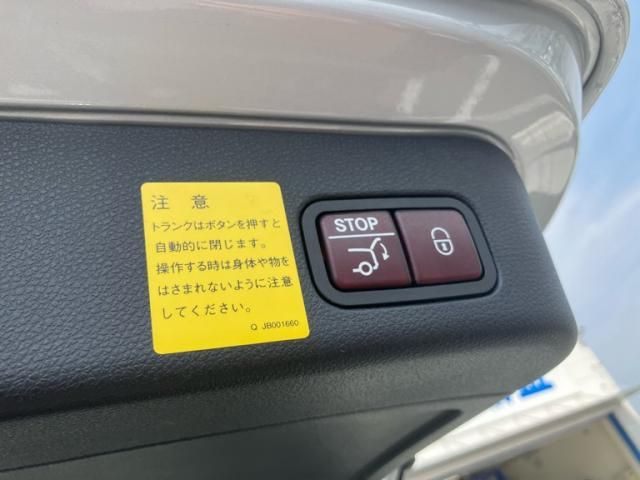 注 意
トランクはボタンを押すと
自動的に閉じます。
操作する時は身体や物を
はさまれないように注意
してください。
Q JB001660
STOP